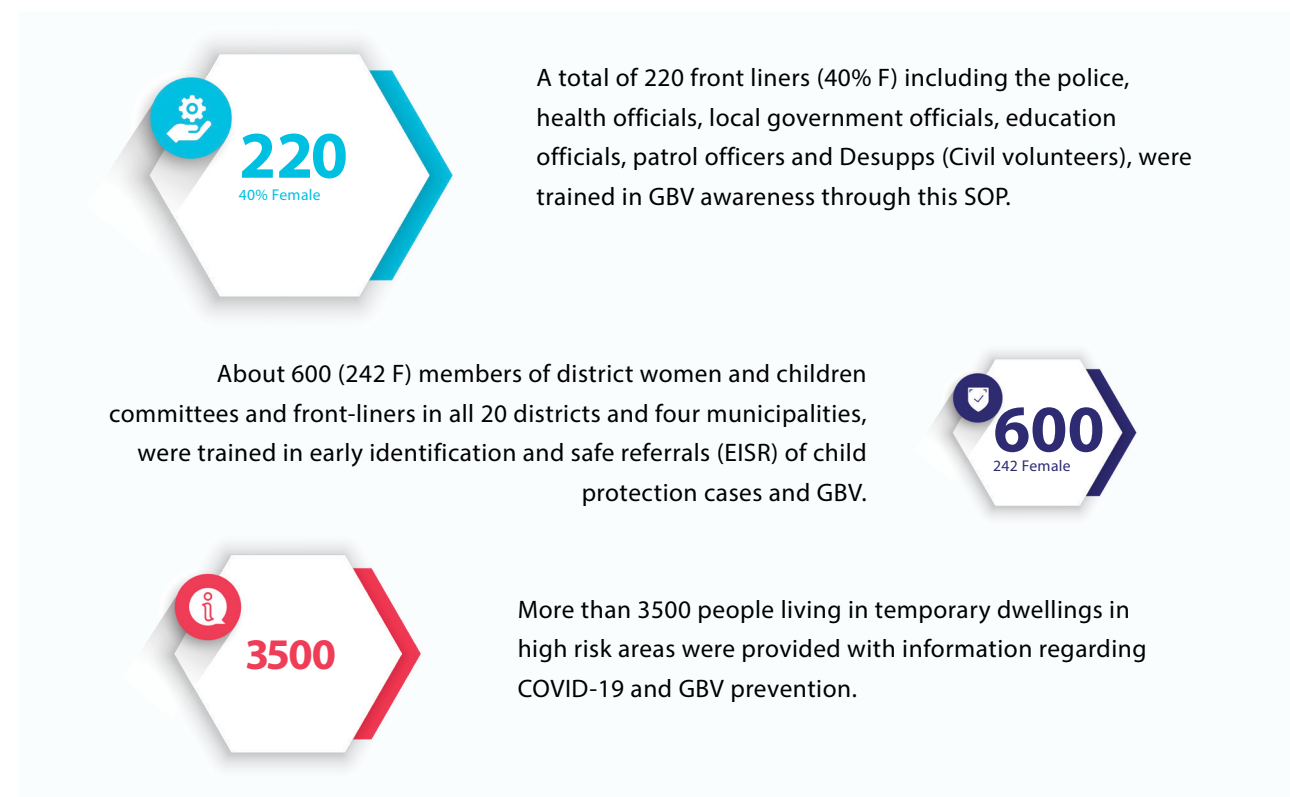 220
40% Female
A total of 220 front liners (40% F) including the police,
health officials, local government officials, education
officials, patrol officers and Desupps (Civil volunteers), were
trained in GBV awareness through this SOP.
About 600 (242 F) members of district women and children
committees and front-liners in all 20 districts and four municipalities,
were trained in early identification and safe referrals (EISR) of child
protection cases and GBV.
600
242 Female
3500
More than 3500 people living in temporary dwellings in
high risk areas were provided with information regarding
COVID-19 and GBV prevention.